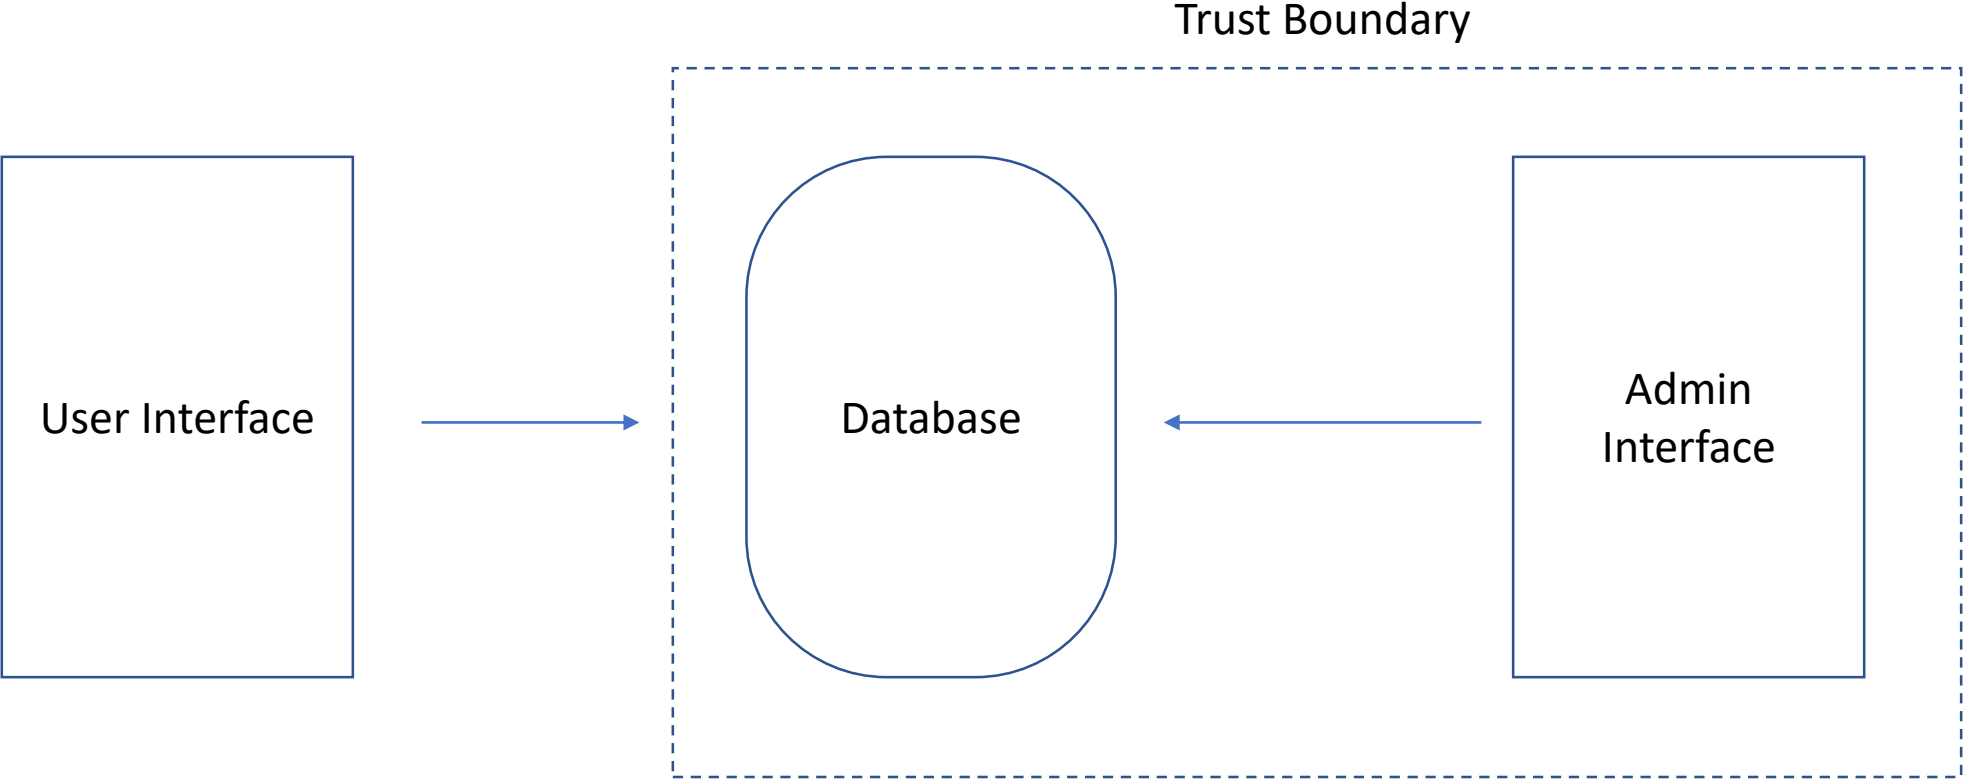 Trust Boundary
User Interface
Database
Admin
Interface